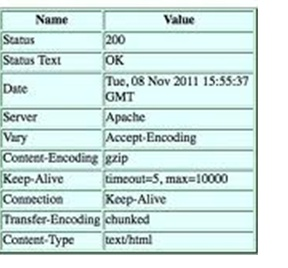 Name Value
Status 200
Status Text OK
Date Tue, 08 Nov 2011 15:55:37
GMT
Server Apache
Vary Accept-Encoding
Content-Encoding gzip
Keep-Alive timeout=5, max=10000
Connection Keep-Alive
Transfer-Encoding chunked
Content-Type text/html